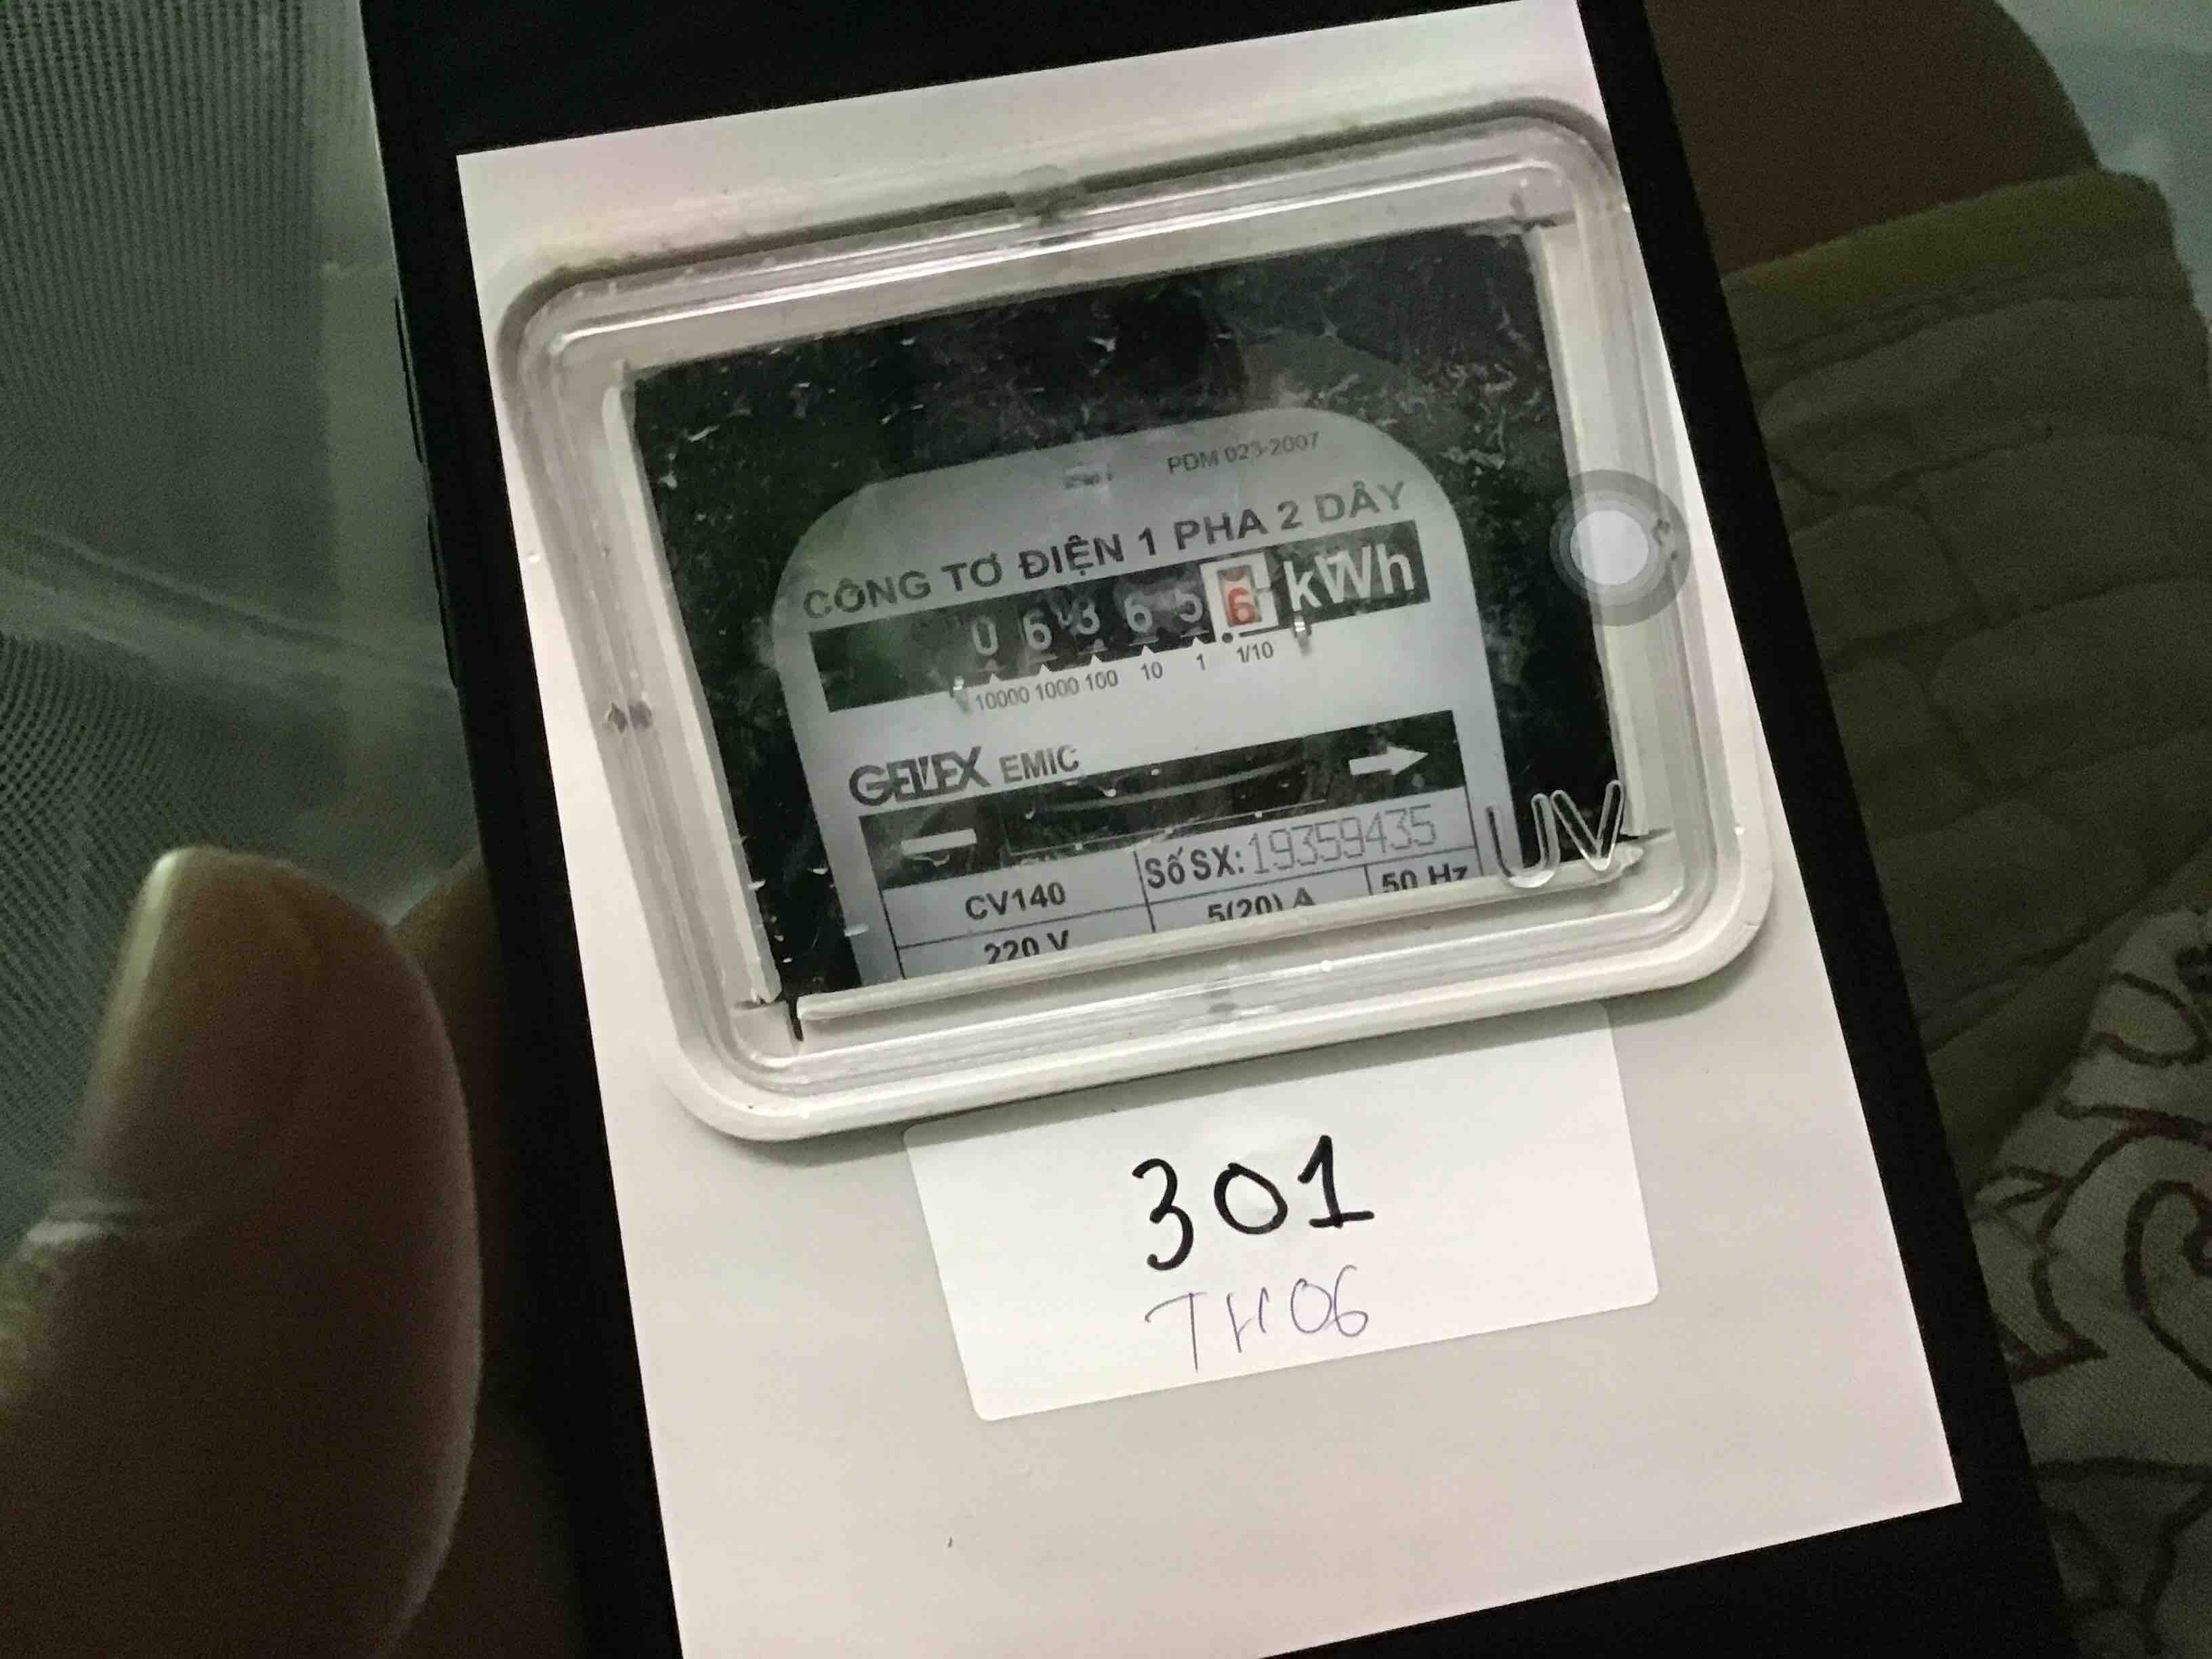 PDM 023-2007
CÔNG TƠ ĐIỆN 1 PHA 2 DÂY
0 6 3 6 5 6 kWh
10000 1000 100 10 1 1/10
GELEX EMIC
CV140 Số SX: 19359435
220 V 5(20) A 50 Hz
UV
301
TH06